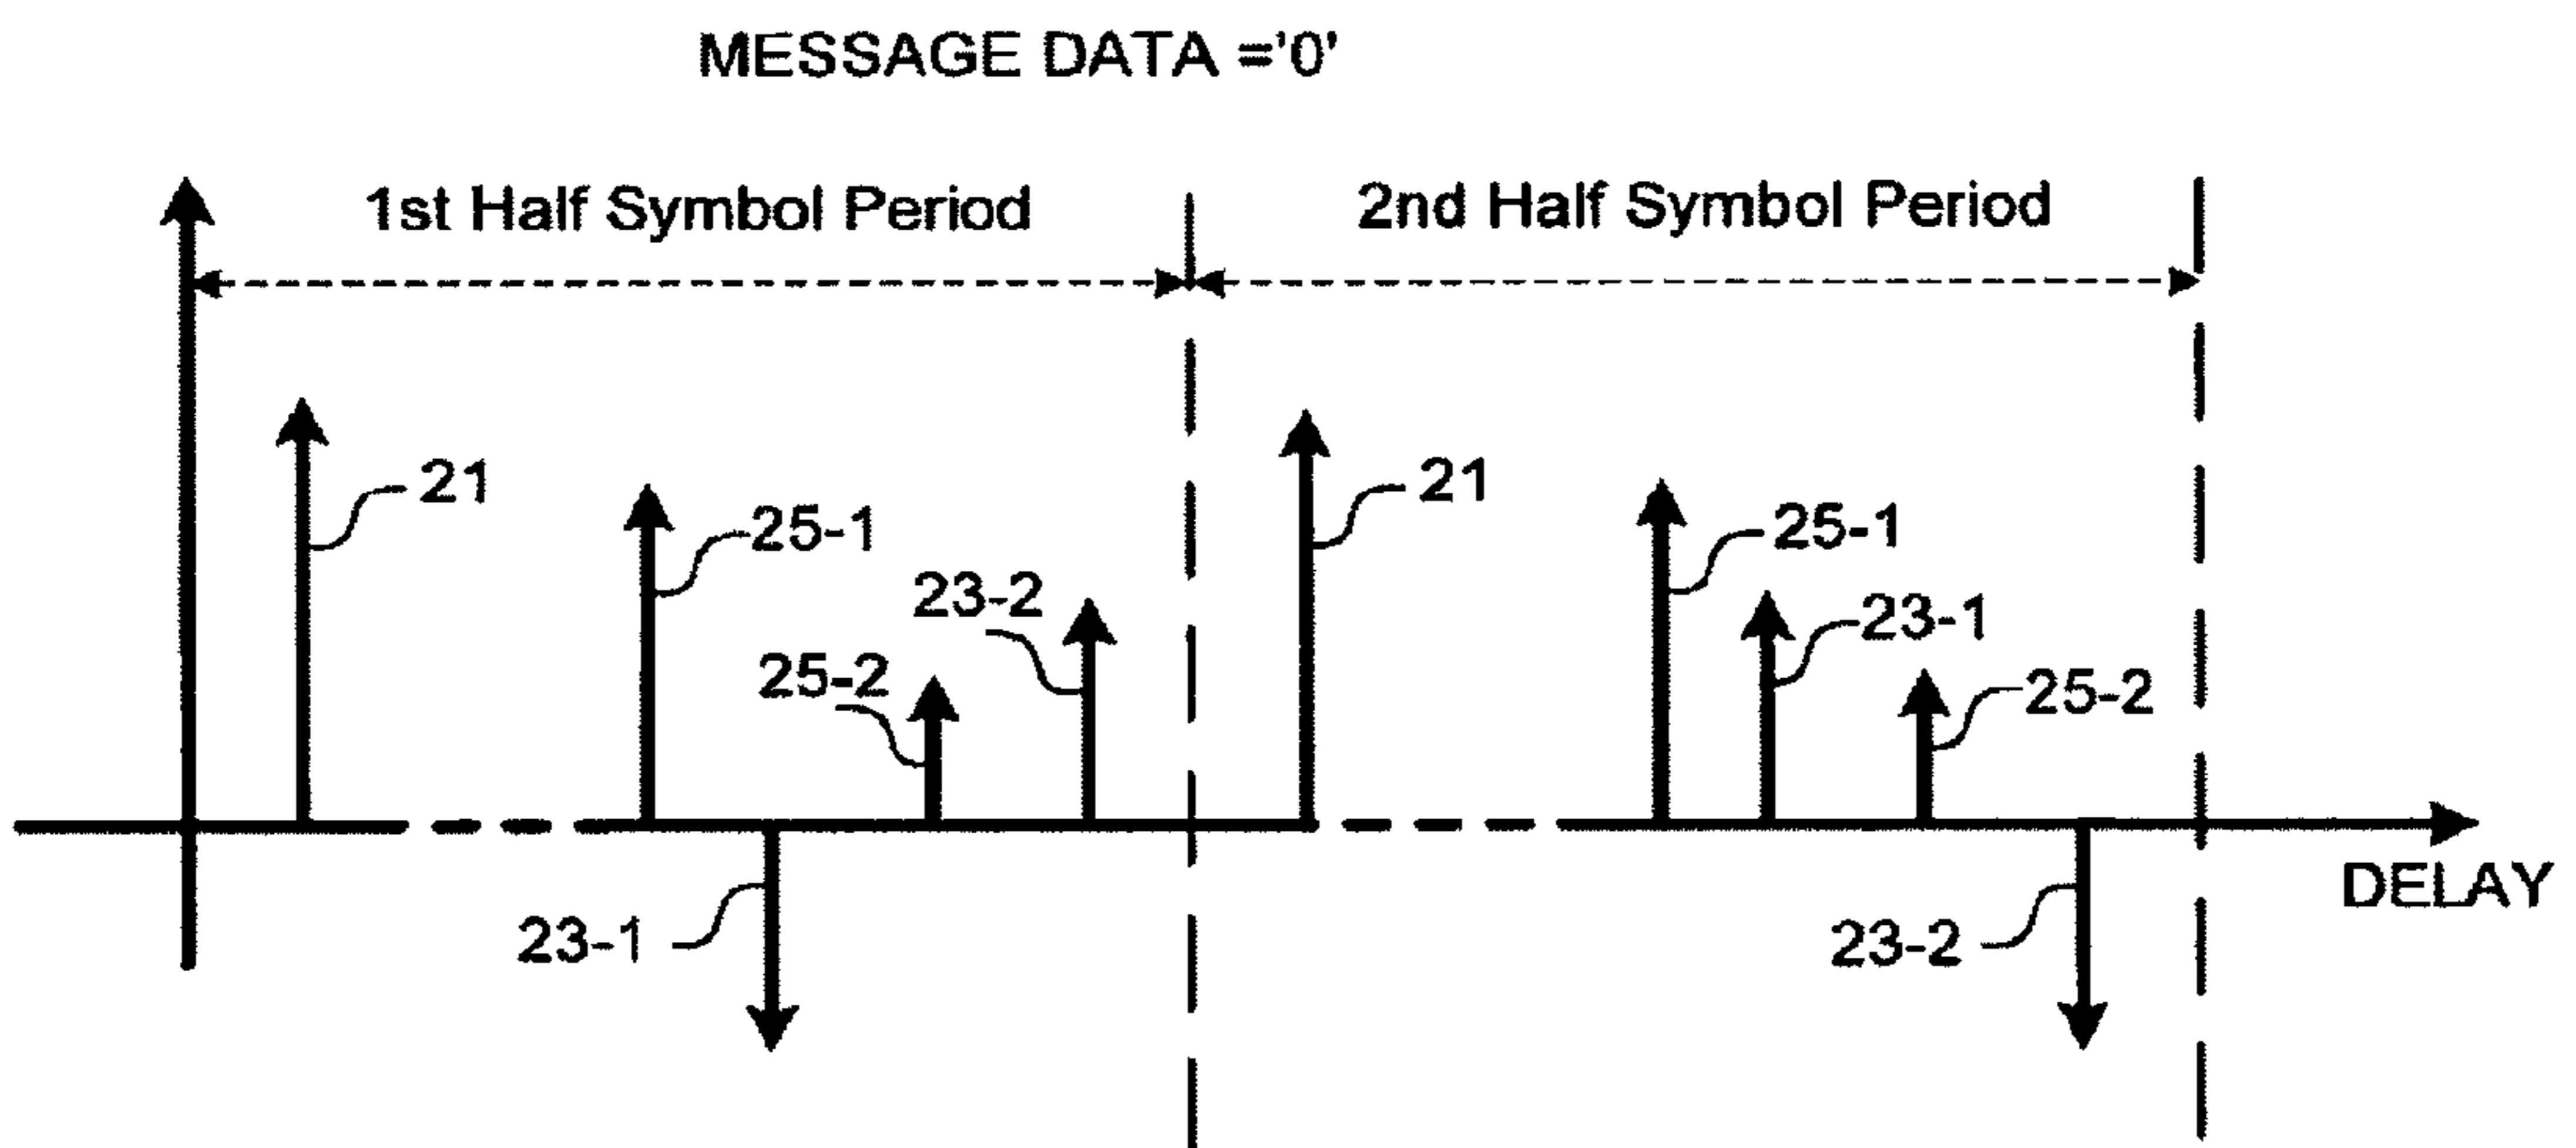 MESSAGE DATA ='0'
1st Half Symbol Period
2nd Half Symbol Period
21
25-1
23-2
25-2
23-1
21
25-1
23-1
25-2
23-2
DELAY